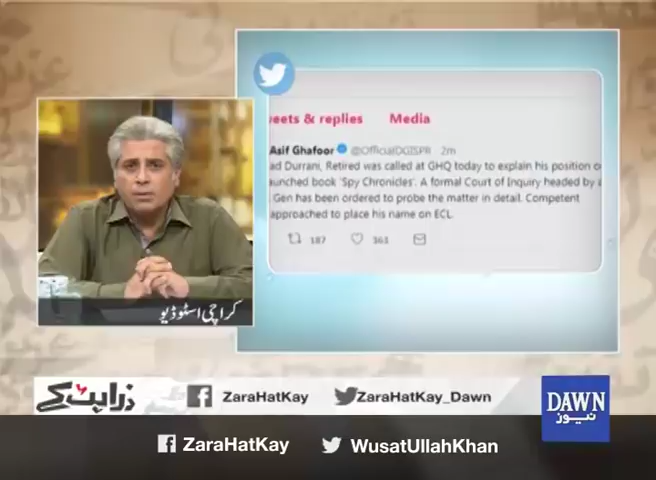 veets & replies Media
Asif Ghafoor @OfficialDGISPR · 2m
ad Durrani, Retired was called at GHQ today to explain his position o
aunched book 'Spy Chronicles'. A formal Court of Inquiry headed by a
Gen has been ordered to probe the matter in detail. Competent
approached to place his name on ECL.
187 361
کراچی اسٹوڈیو
ذرا ہٹ کے ZaraHatKay ZaraHatKay_Dawn
DAWN
نیوز
ZaraHatKay WusatUllahKhan